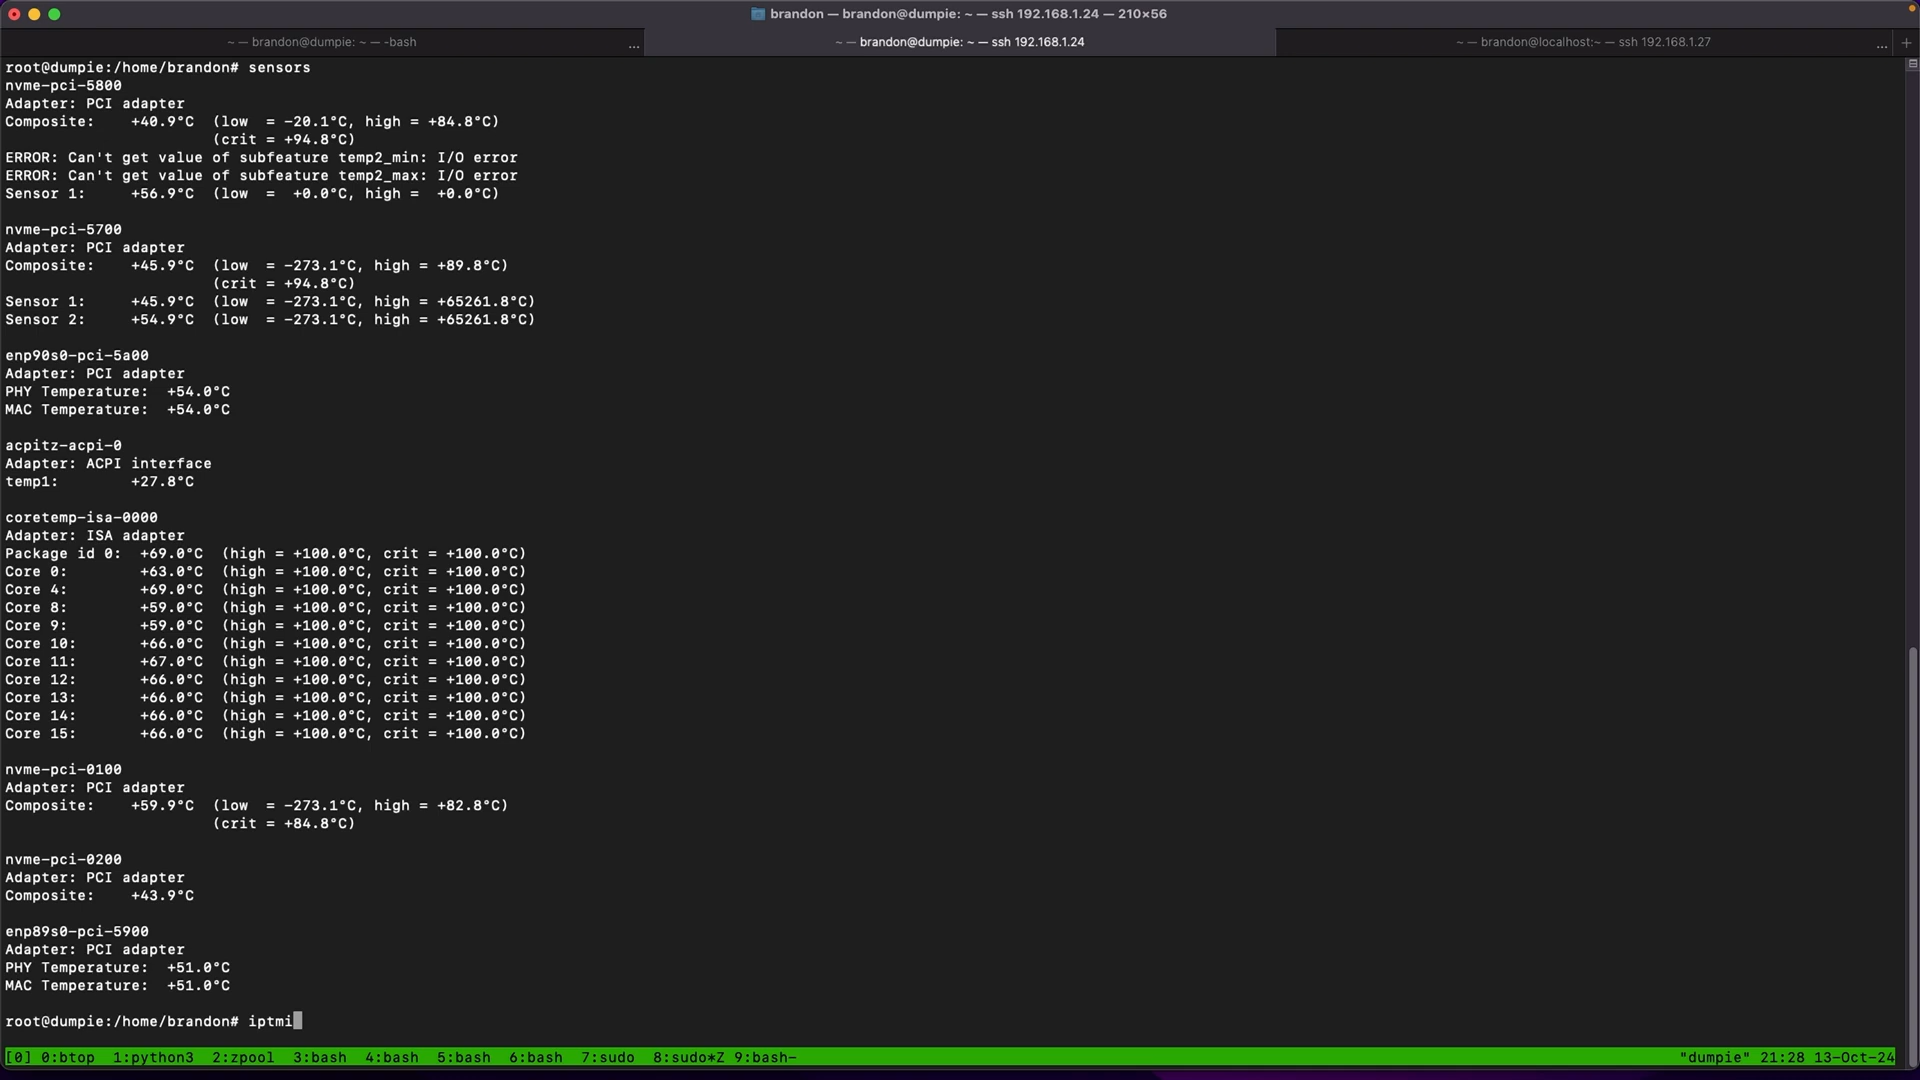 brandon — brandon@dumpie: ~ — ssh 192.168.1.24 — 210×56
~ — brandon@dumpie: ~ — -bash ...
~ — brandon@dumpie: ~ — ssh 192.168.1.24
~ — brandon@localhost:~ — ssh 192.168.1.27 ... +
root@dumpie:/home/brandon# sensors
nvme-pci-5800
Adapter: PCI adapter
Composite:    +40.9°C  (low  = -20.1°C, high = +84.8°C)
                       (crit = +94.8°C)
ERROR: Can't get value of subfeature temp2_min: I/O error
ERROR: Can't get value of subfeature temp2_max: I/O error
Sensor 1:     +56.9°C  (low  =  +0.0°C, high =  +0.0°C)

nvme-pci-5700
Adapter: PCI adapter
Composite:    +45.9°C  (low  = -273.1°C, high = +89.8°C)
                       (crit = +94.8°C)
Sensor 1:     +45.9°C  (low  = -273.1°C, high = +65261.8°C)
Sensor 2:     +54.9°C  (low  = -273.1°C, high = +65261.8°C)

enp90s0-pci-5a00
Adapter: PCI adapter
PHY Temperature:  +54.0°C
MAC Temperature:  +54.0°C

acpitz-acpi-0
Adapter: ACPI interface
temp1:        +27.8°C

coretemp-isa-0000
Adapter: ISA adapter
Package id 0:  +69.0°C  (high = +100.0°C, crit = +100.0°C)
Core 0:        +63.0°C  (high = +100.0°C, crit = +100.0°C)
Core 4:        +69.0°C  (high = +100.0°C, crit = +100.0°C)
Core 8:        +59.0°C  (high = +100.0°C, crit = +100.0°C)
Core 9:        +59.0°C  (high = +100.0°C, crit = +100.0°C)
Core 10:       +66.0°C  (high = +100.0°C, crit = +100.0°C)
Core 11:       +67.0°C  (high = +100.0°C, crit = +100.0°C)
Core 12:       +66.0°C  (high = +100.0°C, crit = +100.0°C)
Core 13:       +66.0°C  (high = +100.0°C, crit = +100.0°C)
Core 14:       +66.0°C  (high = +100.0°C, crit = +100.0°C)
Core 15:       +66.0°C  (high = +100.0°C, crit = +100.0°C)

nvme-pci-0100
Adapter: PCI adapter
Composite:    +59.9°C  (low  = -273.1°C, high = +82.8°C)
                       (crit = +84.8°C)

nvme-pci-0200
Adapter: PCI adapter
Composite:    +43.9°C

enp89s0-pci-5900
Adapter: PCI adapter
PHY Temperature:  +51.0°C
MAC Temperature:  +51.0°C

root@dumpie:/home/brandon# iptmi
[0] 0:btop  1:python3  2:zpool  3:bash  4:bash  5:bash  6:bash  7:sudo  8:sudo*Z 9:bash-  "dumpie" 21:28 13-Oct-24